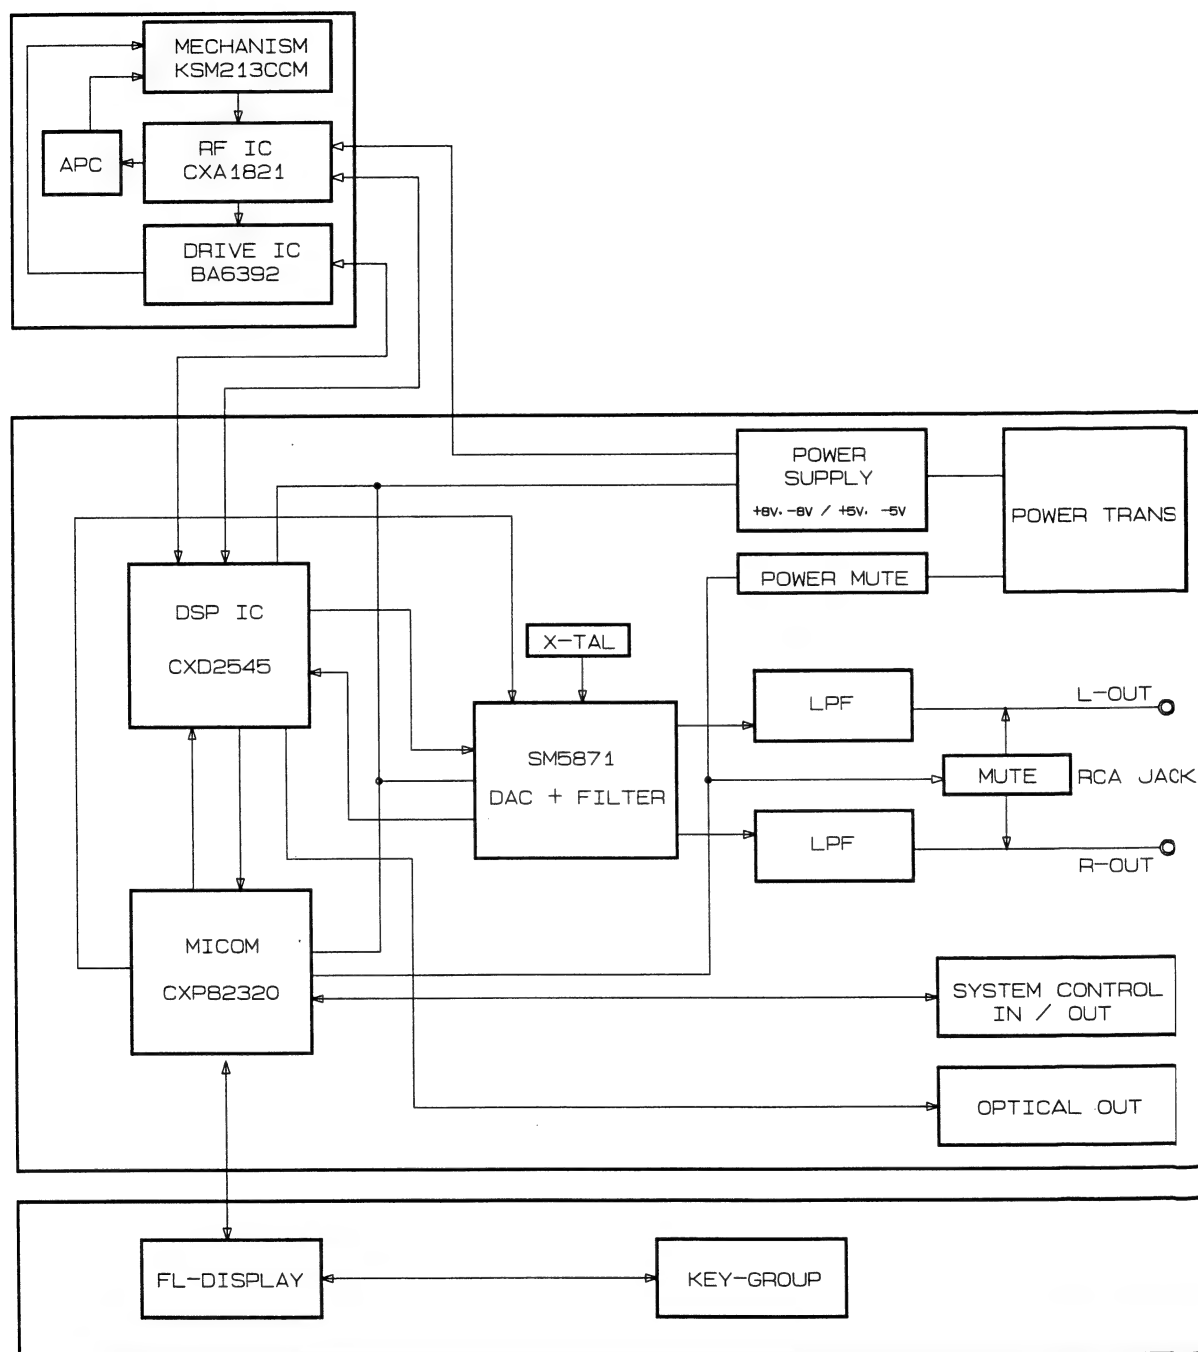 MECHANISM
KSM213CCM
RF IC
CXA1821
APC
DRIVE IC
BA6392
POWER
SUPPLY
+8V. -8V / +5V. -5V
POWER TRANS
POWER MUTE
DSP IC
CXD2545
X-TAL
LPF
L-OUT
SM5871
DAC + FILTER
MUTE
RCA JACK
LPF
R-OUT
MICOM
CXP82320
SYSTEM CONTROL
IN / OUT
OPTICAL OUT
FL-DISPLAY
KEY-GROUP